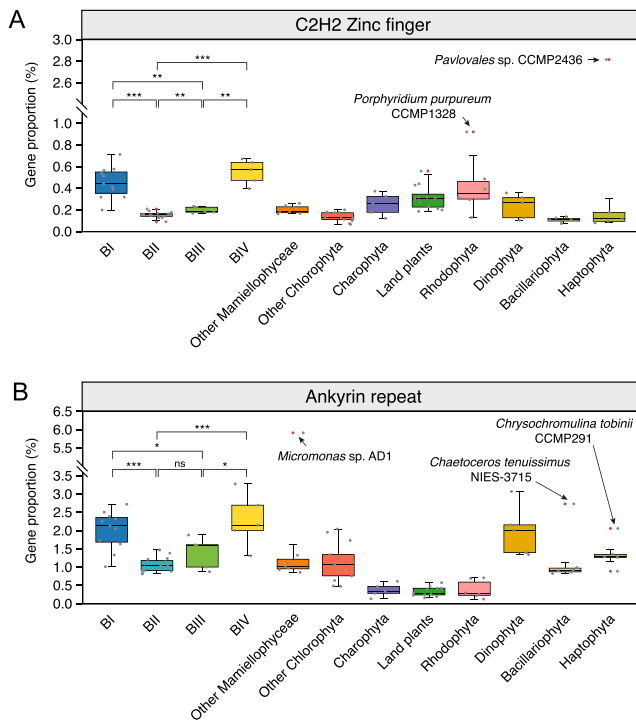 A
C2H2 Zinc finger
Gene proportion (%)
3.0
2.8
2.6
1.0
0.8
0.6
0.4
0.2
0
***
**
*** ** **
Pavlovales sp. CCMP2436
Porphyridium purpureum
CCMP1328
BI BII BIII BIV Other Mamiellophyceae Other Chlorophyta Charophyta Land plants Rhodophyta Dinophyta Bacillariophyta Haptophyta
B
Ankyrin repeat
Gene proportion (%)
6.5
6.0
5.5
3.5
3.0
2.5
2.0
1.5
1.0
0.5
0.0
***
*
*** ns *
Micromonas sp. AD1
Chrysochromulina tobinii
CCMP291
Chaetoceros tenuissimus
NIES-3715
BI BII BIII BIV Other Mamiellophyceae Other Chlorophyta Charophyta Land plants Rhodophyta Dinophyta Bacillariophyta Haptophyta